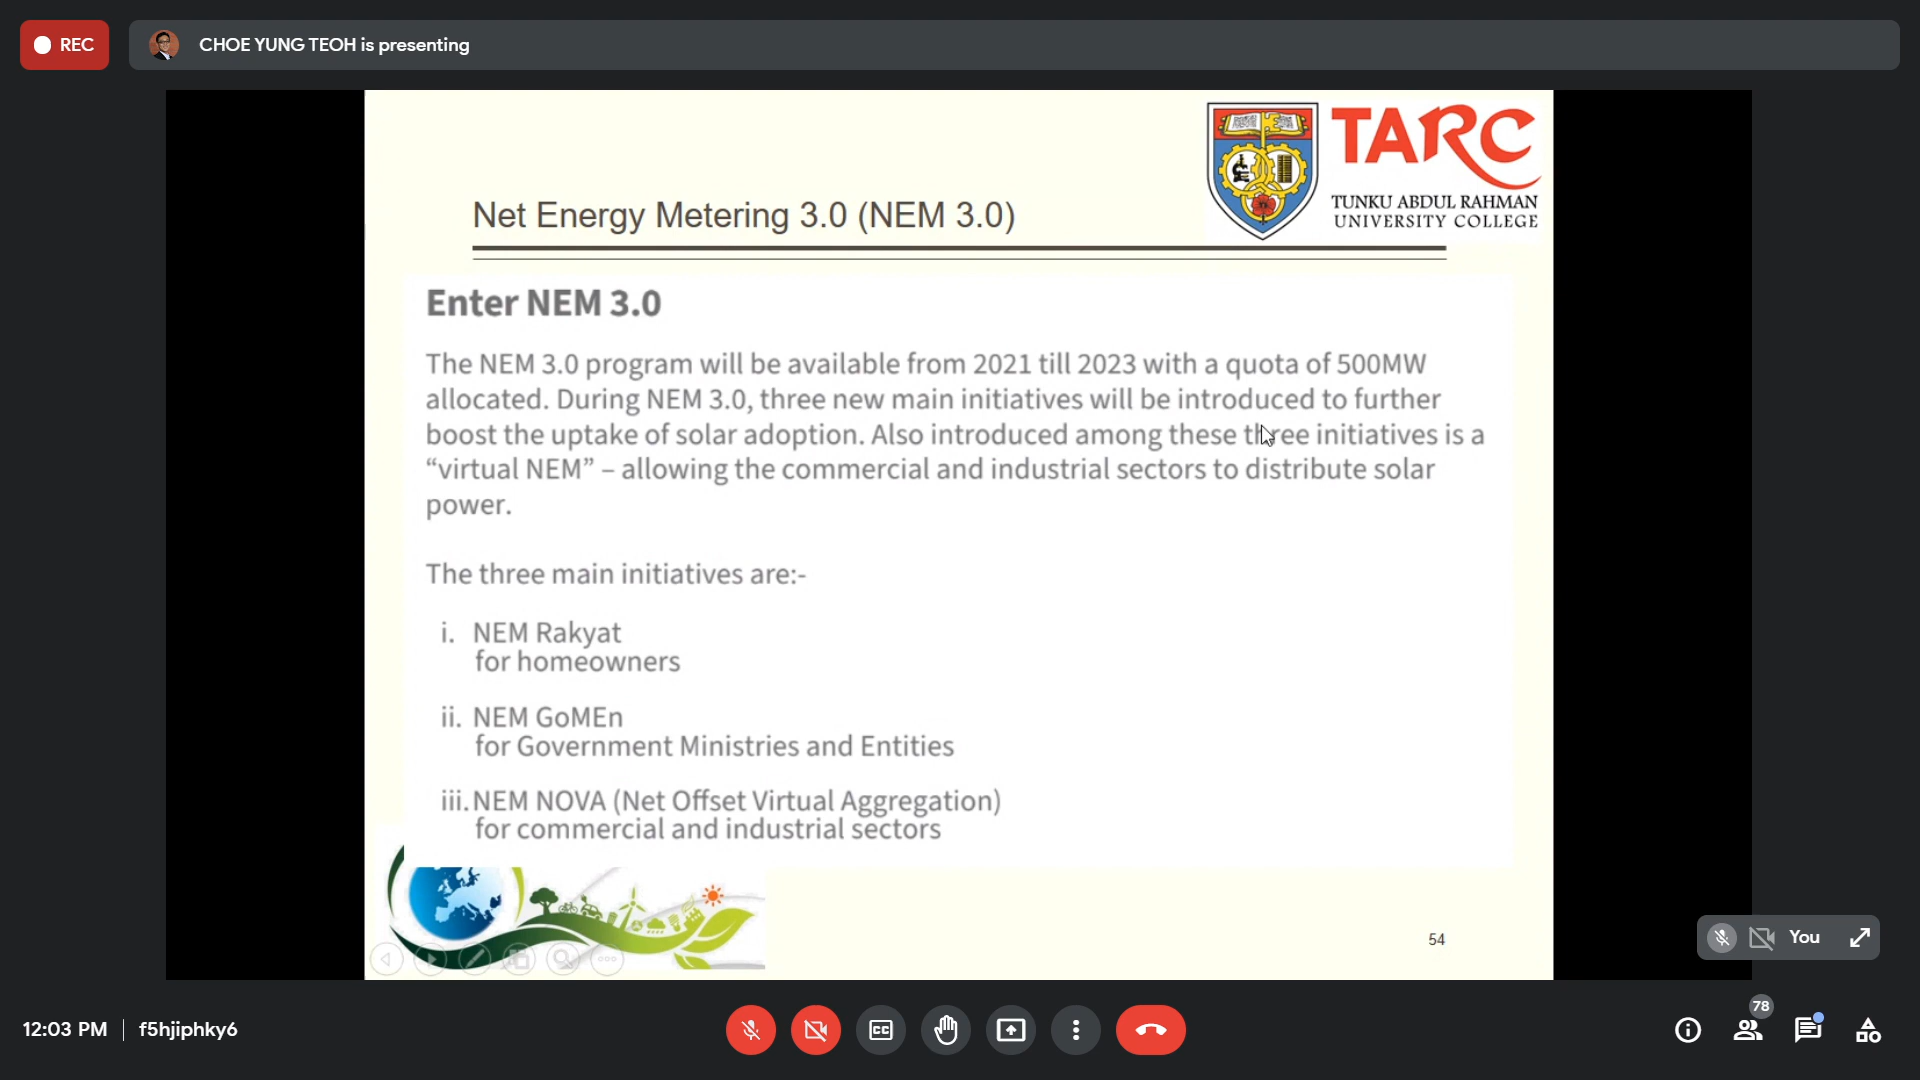 REC
CHOE YUNG TEOH is presenting
TARC
TUNKU ABDUL RAHMAN
UNIVERSITY COLLEGE
Net Energy Metering 3.0 (NEM 3.0)
Enter NEM 3.0
The NEM 3.0 program will be available from 2021 till 2023 with a quota of 500MW
allocated. During NEM 3.0, three new main initiatives will be introduced to further
boost the uptake of solar adoption. Also introduced among these three initiatives is a
“virtual NEM” – allowing the commercial and industrial sectors to distribute solar
power.
The three main initiatives are:-
i. NEM Rakyat
for homeowners
ii. NEM GoMEn
for Government Ministries and Entities
iii. NEM NOVA (Net Offset Virtual Aggregation)
for commercial and industrial sectors
54
You
12:03 PM | f5hjiphky6
CC
78